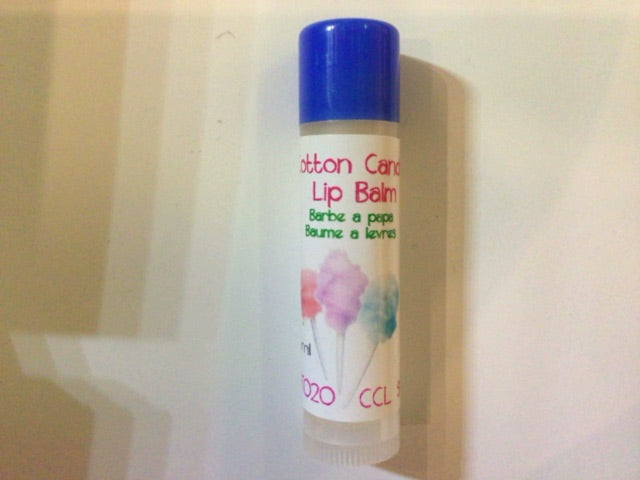 otton Cand
Lip Balm
Barbe a papa
Baume a levres
ml
020 CCL